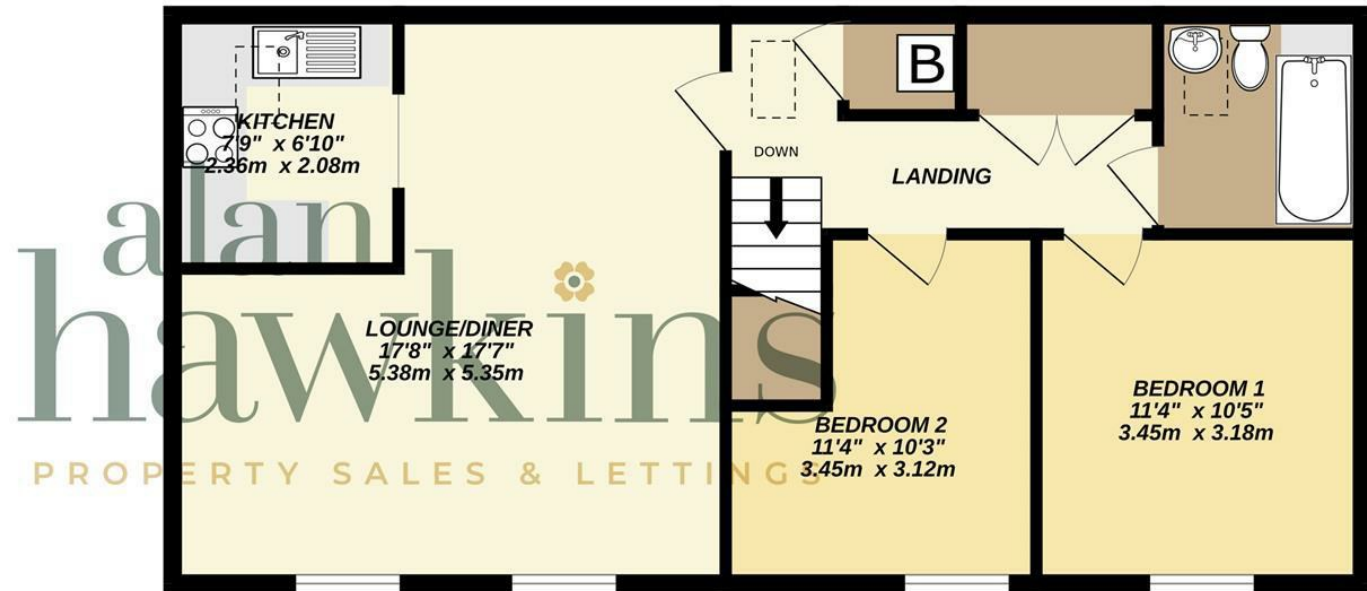 KITCHEN
7'9" x 6'10"
2.36m x 2.08m
B
DOWN
LANDING
alan
hawkins
PROPERTY SALES & LETTINGS
LOUNGE/DINER
17'8" x 17'7"
5.38m x 5.35m
BEDROOM 2
11'4" x 10'3"
3.45m x 3.12m
BEDROOM 1
11'4" x 10'5"
3.45m x 3.18m